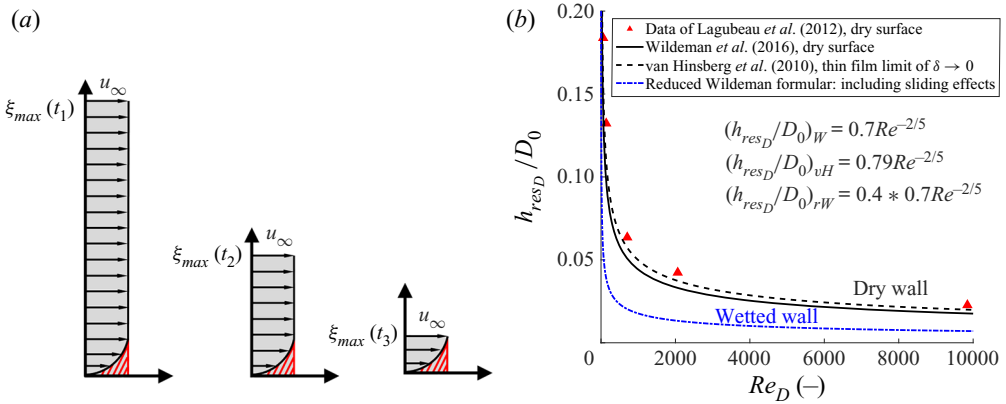 (a)
u∞
ξmax (t1)
u∞
ξmax (t2)
u∞
ξmax (t3)
(b)
0.20
0.15
0.10
0.05
hresD/D0
Data of Lagubeau et al. (2012), dry surface
Wildeman et al (2016), dry surface
van Hinsberg et al. (2010), thin film limit of δ → 0
Reduced Wildeman formular: including sliding effects
(hresD/D0)W = 0.7Re−2/5
(hresD/D0)vH = 0.79Re−2/5
(hresD/D0)rW = 0.4 * 0.7Re−2/5
Dry wall
Wetted wall
0 2000 4000 6000 8000 10000
ReD (–)